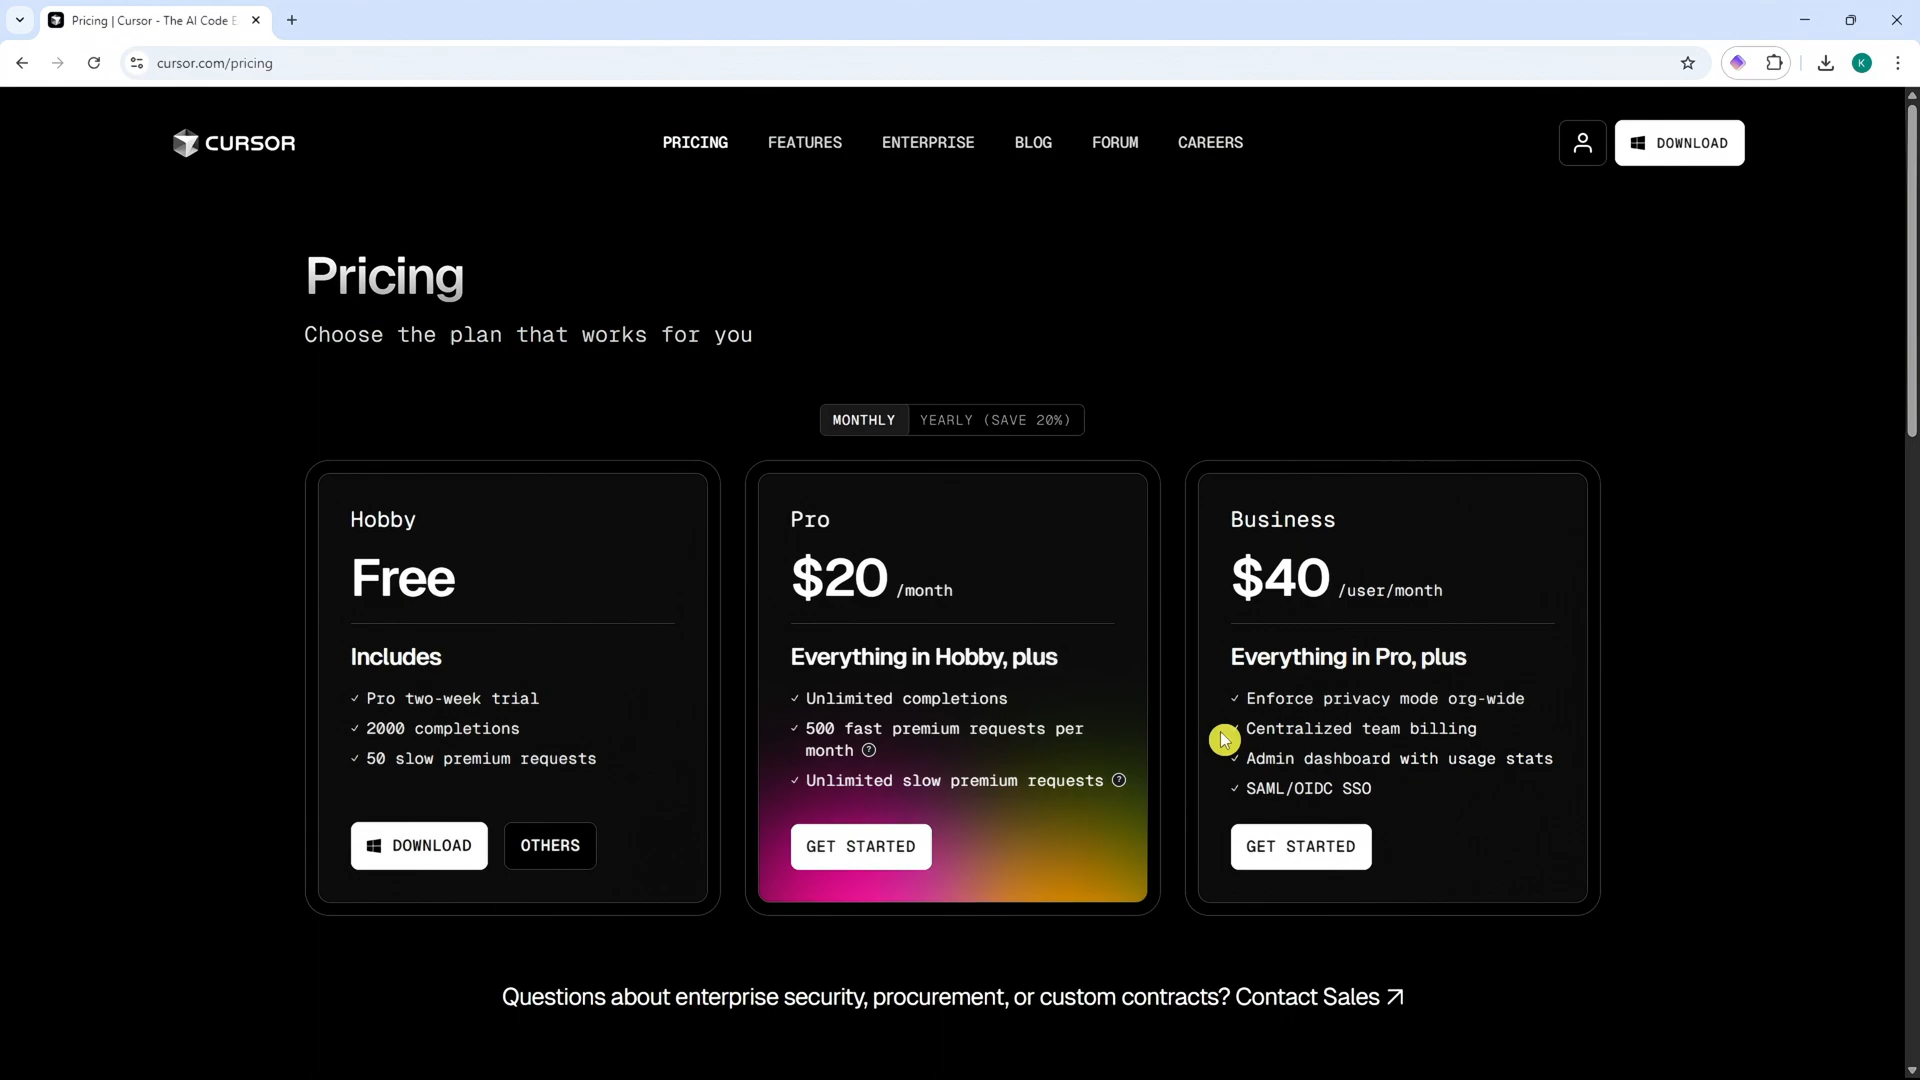 Pricing | Cursor - The AI Code E
cursor.com/pricing
K
CURSOR
PRICING
FEATURES
ENTERPRISE
BLOG
FORUM
CAREERS
DOWNLOAD
Pricing
Choose the plan that works for you
MONTHLY
YEARLY (SAVE 20%)
Hobby
Free
Includes
✓ Pro two-week trial
✓ 2000 completions
✓ 50 slow premium requests
DOWNLOAD
OTHERS
Pro
$20 /month
Everything in Hobby, plus
✓ Unlimited completions
✓ 500 fast premium requests per
month ?
✓ Unlimited slow premium requests ?
GET STARTED
Business
$40 /user/month
Everything in Pro, plus
✓ Enforce privacy mode org-wide
✓ Centralized team billing
✓ Admin dashboard with usage stats
✓ SAML/OIDC SSO
GET STARTED
Questions about enterprise security, procurement, or custom contracts? Contact Sales ↗